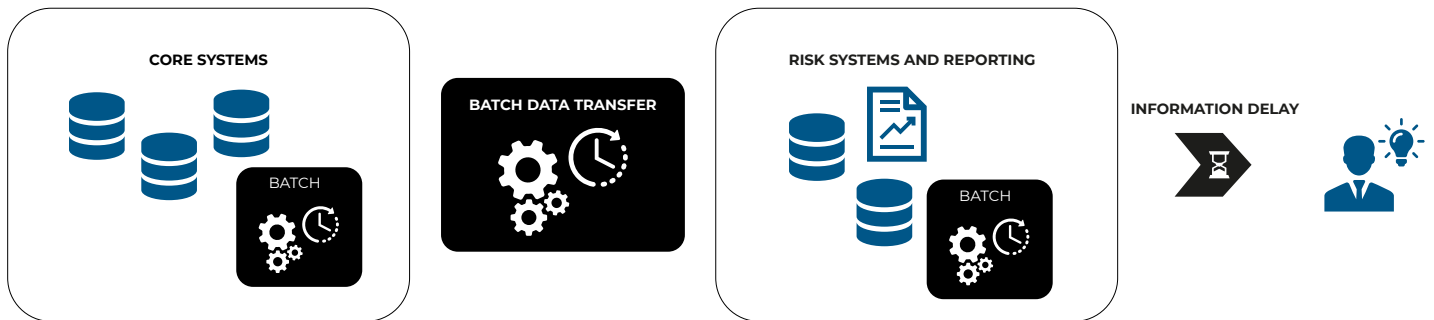 CORE SYSTEMS
BATCH
BATCH DATA TRANSFER
RISK SYSTEMS AND REPORTING
BATCH
INFORMATION DELAY